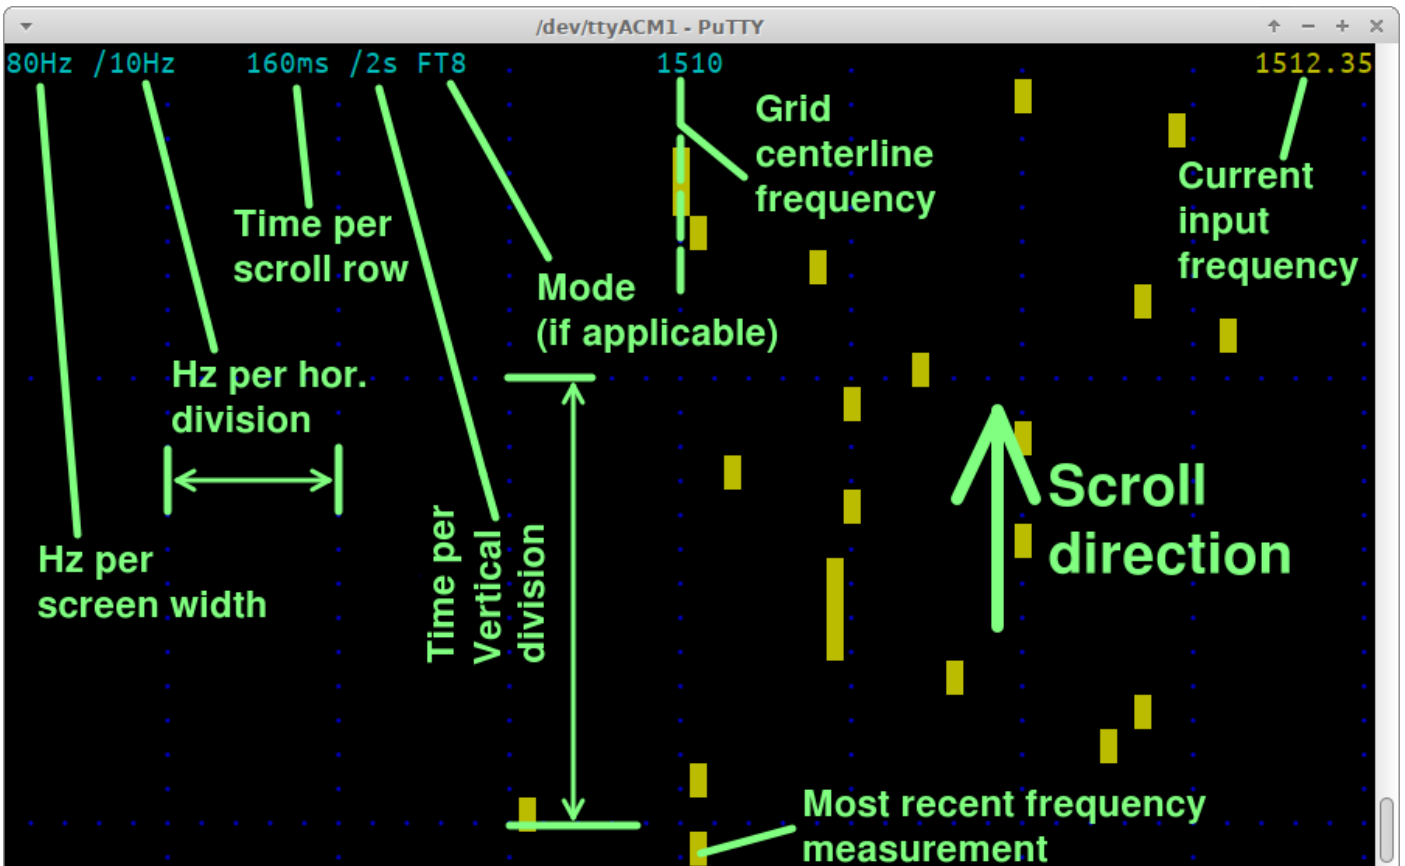 /dev/ttyACM1 - PuTTY
80Hz /10Hz 160ms /2s FT8 1510 1512.35
Grid
centerline
frequency
Current
input
frequency
Time per
scroll row
Mode
(if applicable)
Hz per hor.
division
Scroll
direction
Time per
Vertical
division
Hz per
screen width
Most recent frequency
measurement